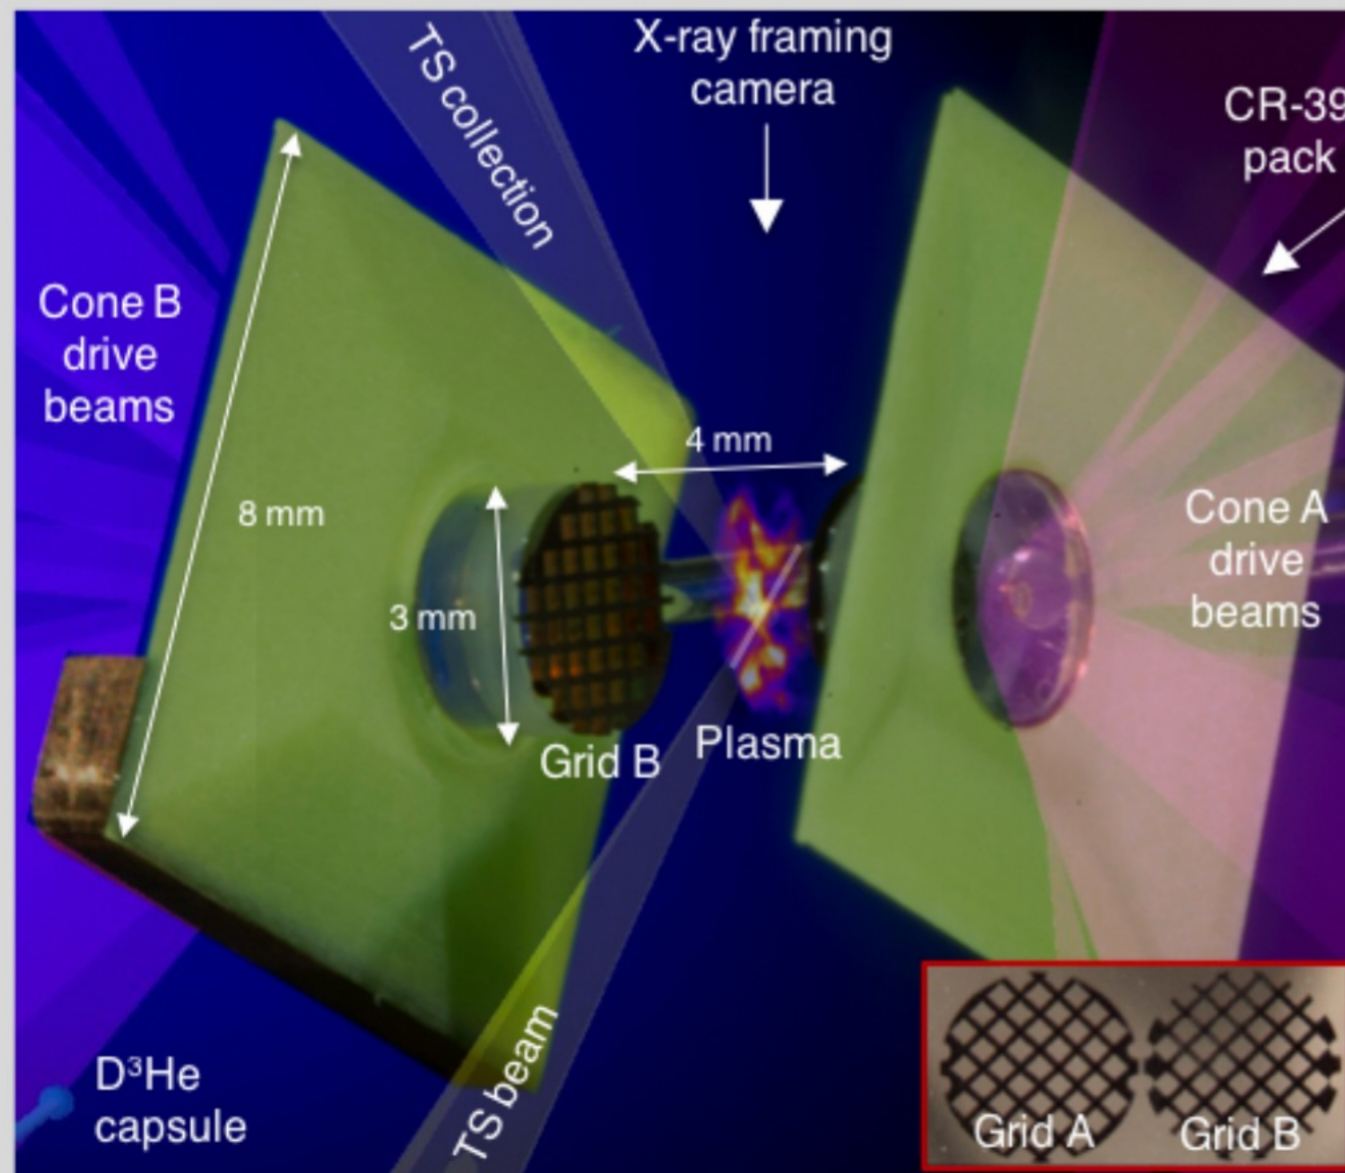 TS collection
X-ray framing
camera
CR-39
pack
Cone B
drive
beams
4 mm
8 mm
3 mm
Cone A
drive
beams
Grid B
Plasma
D³He
capsule
TS beam
Grid A
Grid B